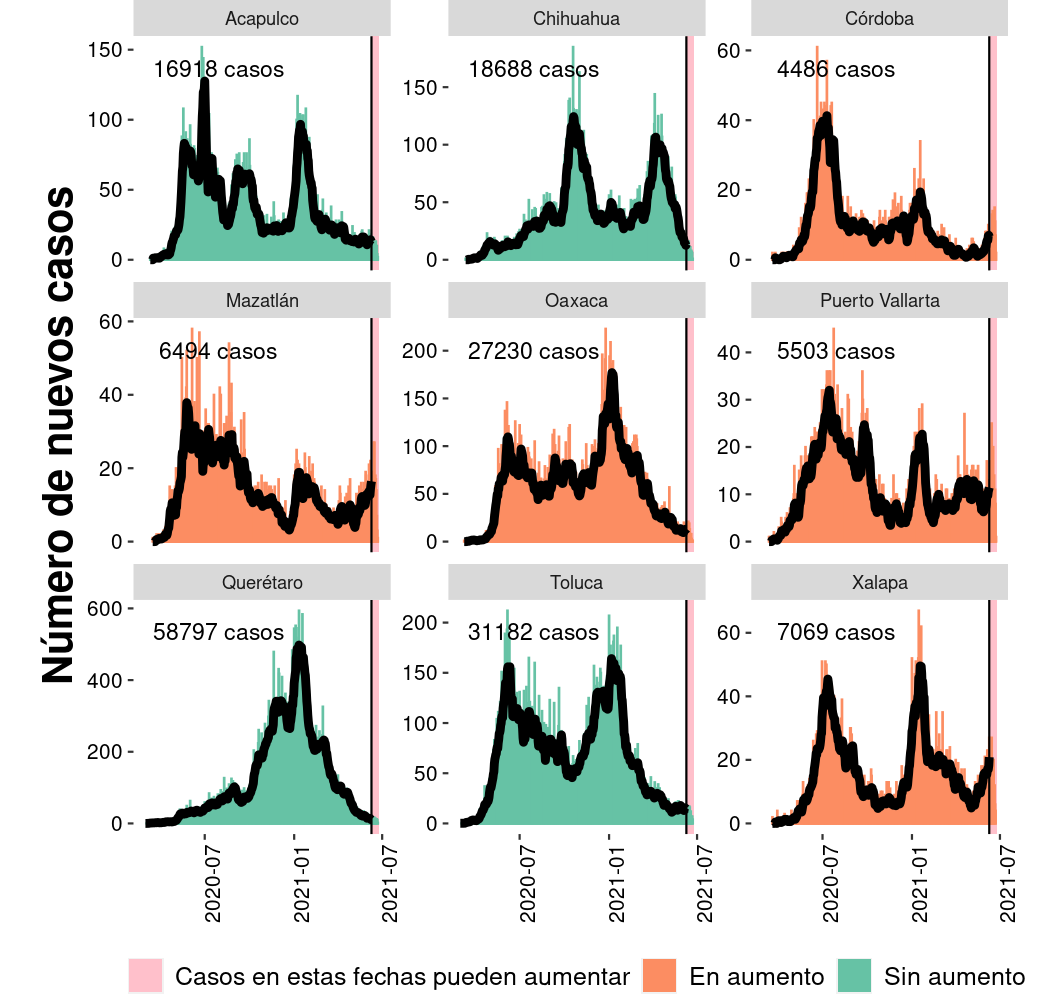 Número de nuevos casos
Acapulco
Chihuahua
Córdoba
16918 casos
18688 casos
4486 casos
150
100
50
0
150
100
50
0
60
40
20
0
Mazatlán
Oaxaca
Puerto Vallarta
6494 casos
27230 casos
5503 casos
60
40
20
0
200
150
100
50
0
40
30
20
10
0
Querétaro
Toluca
Xalapa
58797 casos
31182 casos
7069 casos
600
400
200
0
200
150
100
50
0
60
40
20
0
2020-07
2021-01
2021-07
2020-07
2021-01
2021-07
2020-07
2021-01
2021-07
Casos en estas fechas pueden aumentar
En aumento
Sin aumento